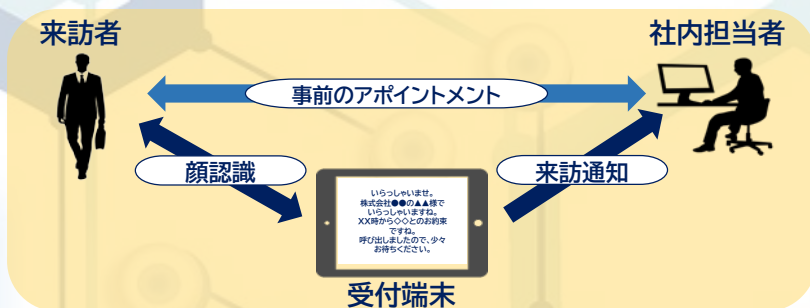 来訪者
社内担当者
事前のアポイントメント
顔認識
来訪通知
いらっしゃいませ。
株式会社●●の▲▲様で
いらっしゃいますね。
XX時から◇◇とのお約束
ですね。
呼び出しましたので、少々
お待ちください。
受付端末